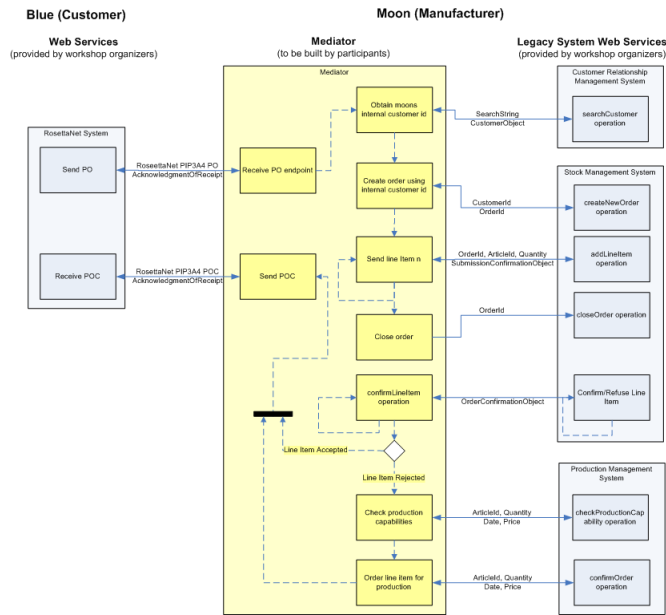 Blue (Customer)
Moon (Manufacturer)
Web Services
(provided by workshop organizers)
Mediator
(to be built by participants)
Legacy System Web Services
(provided by workshop organizers)
Mediator
Customer Relationship
Management System
Obtain moons
internal customer id
SearchString
CustomerObject
searchCustomer
operation
RosettaNet System
Send PO
RoseettaNet PIP3A4 PO
AcknowledgmentOfReceipt
Receive PO endpoint
Create order using
internal customer id
CustomerId
OrderId
Stock Management System
createNewOrder
operation
Receive POC
RosettaNet PIP3A4 POC
AcknowledgmentOfReceipt
Send POC
Send line Item n
OrderId, ArticleId, Quantity
SubmissionConfirmationObject
addLineItem
operation
Close order
OrderId
closeOrder operation
confirmLineItem
operation
OrderConfirmationObject
Confirm/Refuse Line
Item
Line Item Accepted
Line Item Rejected
Production Management
System
Check production
capabilities
ArticleId, Quantity
Date, Price
checkProductionCap
ability operation
Order line item for
production
ArticleId, Quantity
Date, Price
confirmOrder
operation